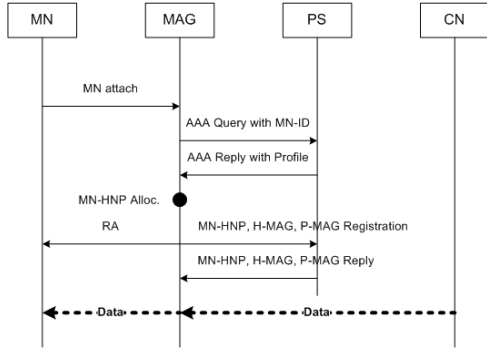 MN
MAG
PS
CN
MN attach
AAA Query with MN-ID
AAA Reply with Profile
MN-HNP Alloc.
RA
MN-HNP, H-MAG, P-MAG Registration
MN-HNP, H-MAG, P-MAG Reply
Data
Data